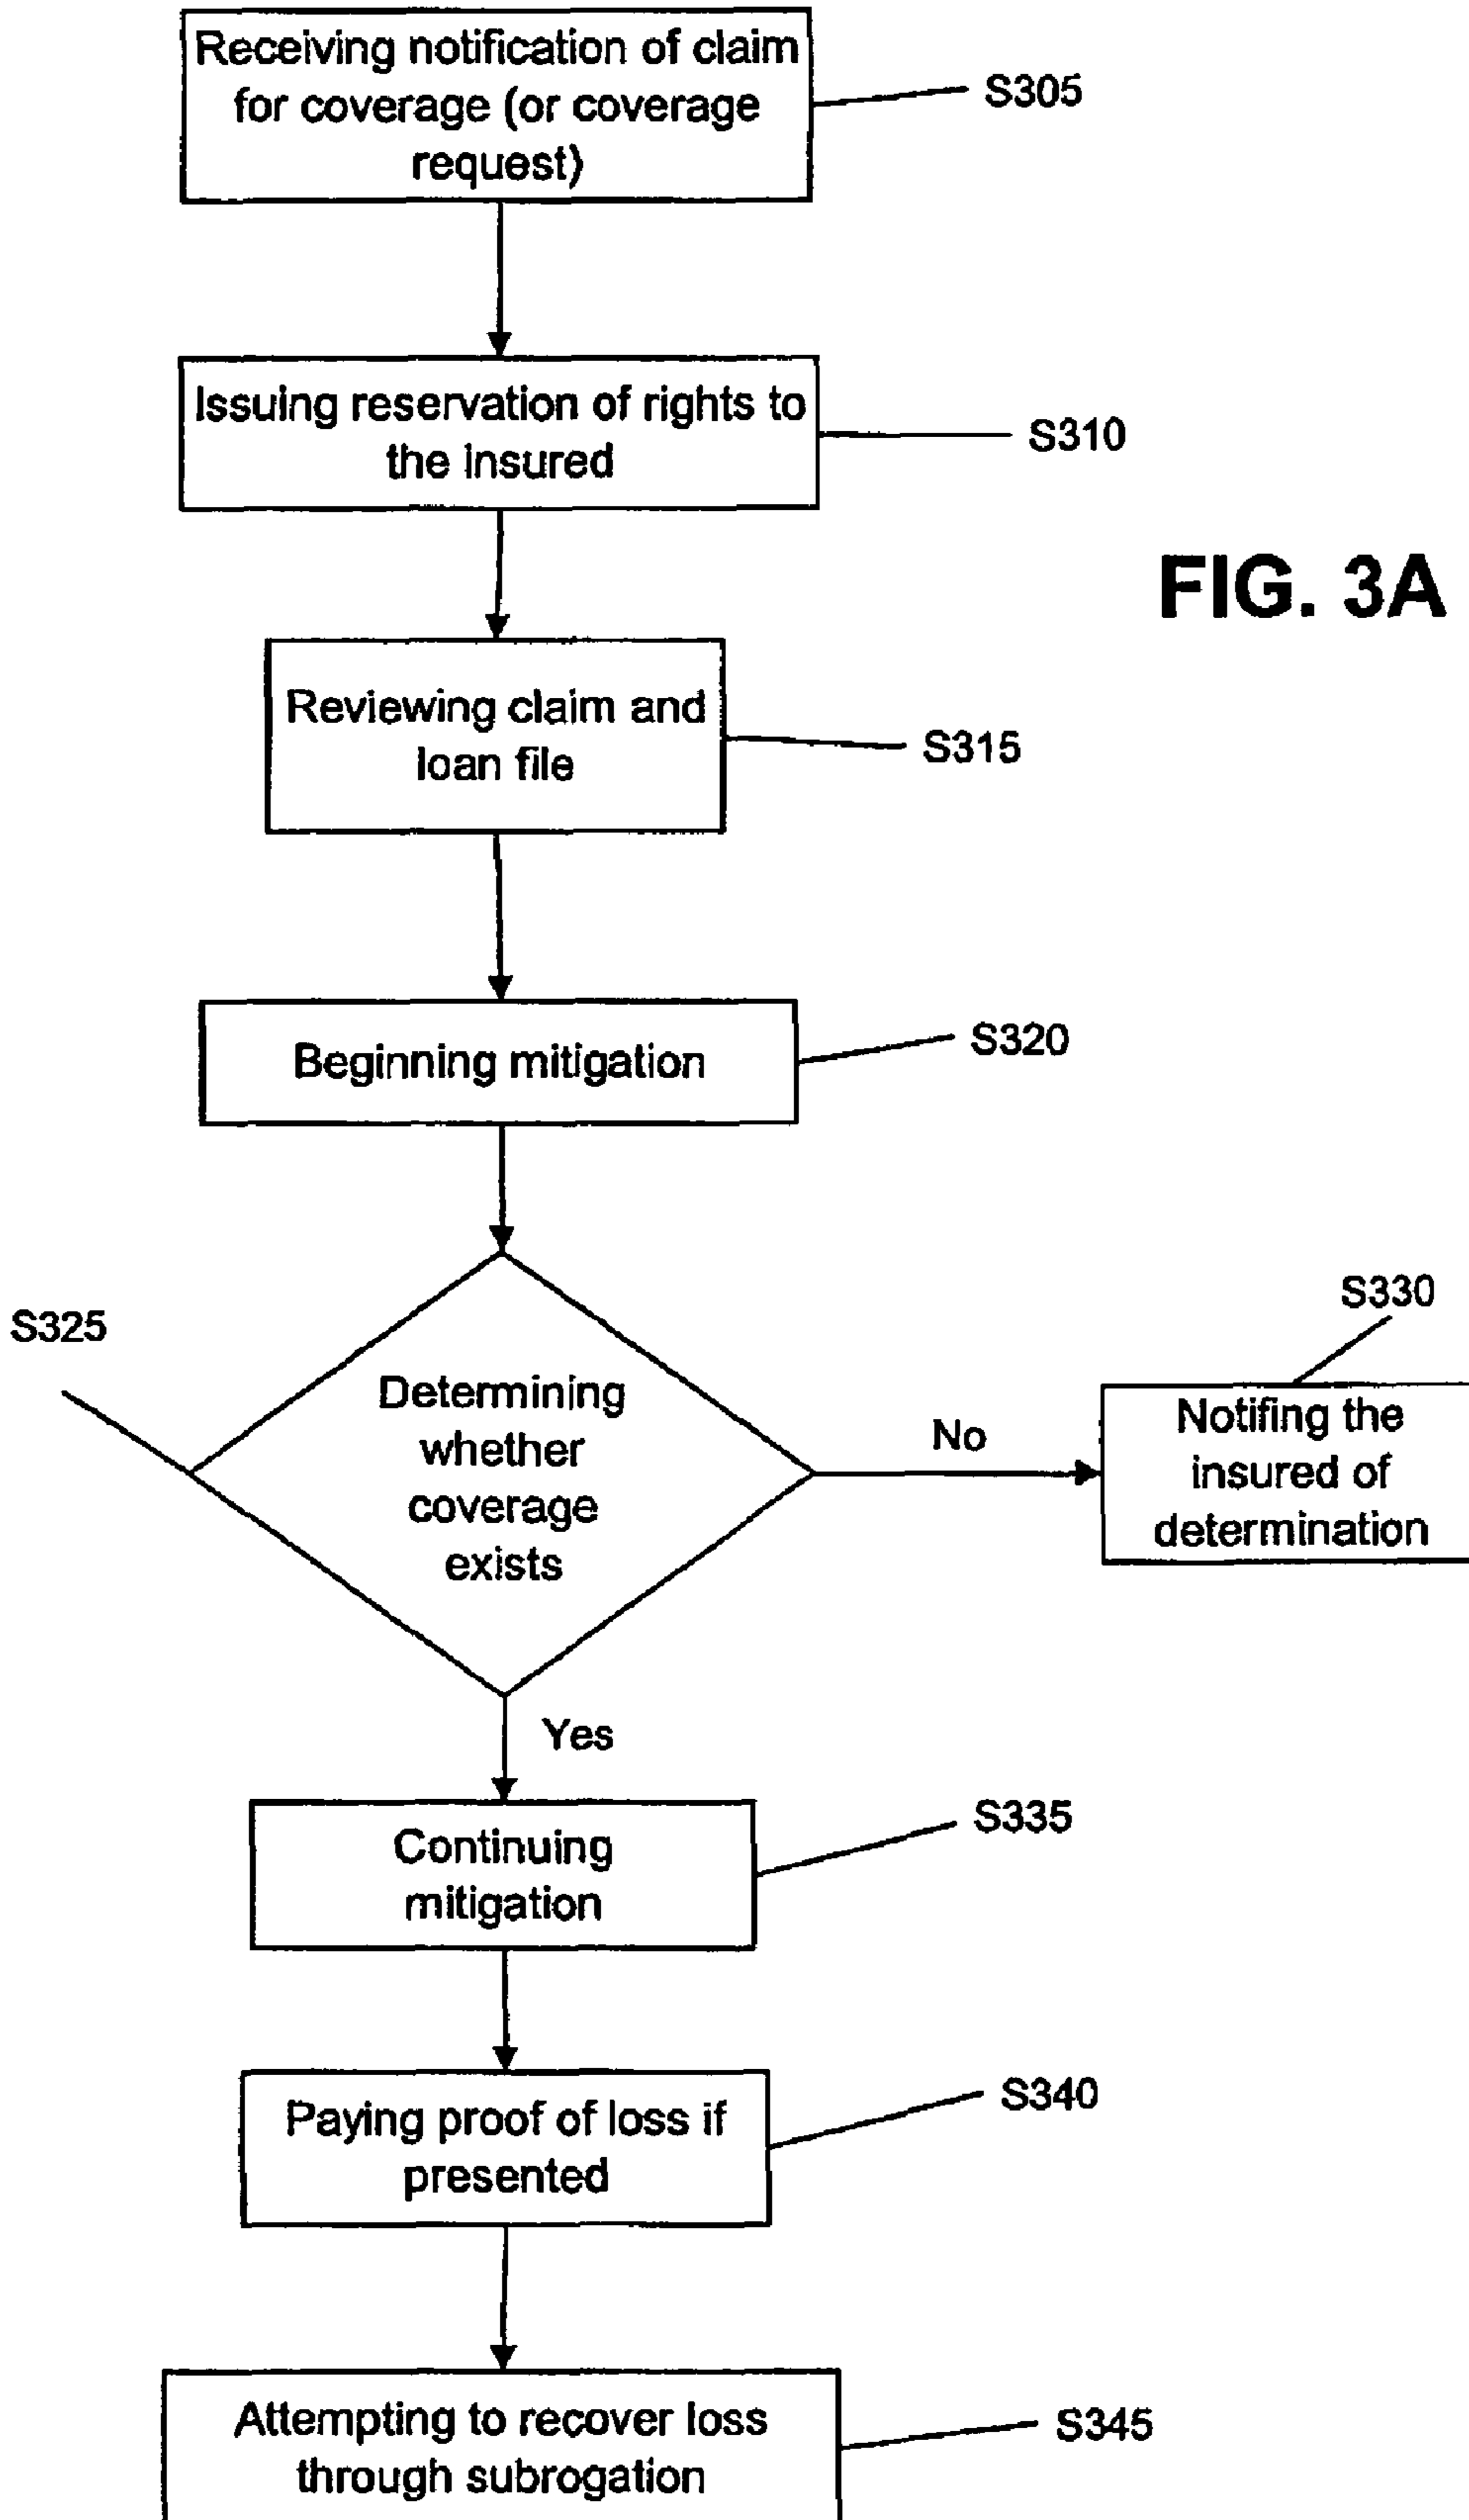 Receiving notification of claim
for coverage (or coverage
request)
S305
Issuing reservation of rights to
the insured
S310
FIG. 3A
Reviewing claim and
loan file
S315
Beginning mitigation
S320
S325
Determining
whether
coverage
exists
No
S330
Notifing the
insured of
determination
Yes
Continuing
mitigation
S335
Paying proof of loss if
presented
S340
Attempting to recover loss
through subrogation
S345